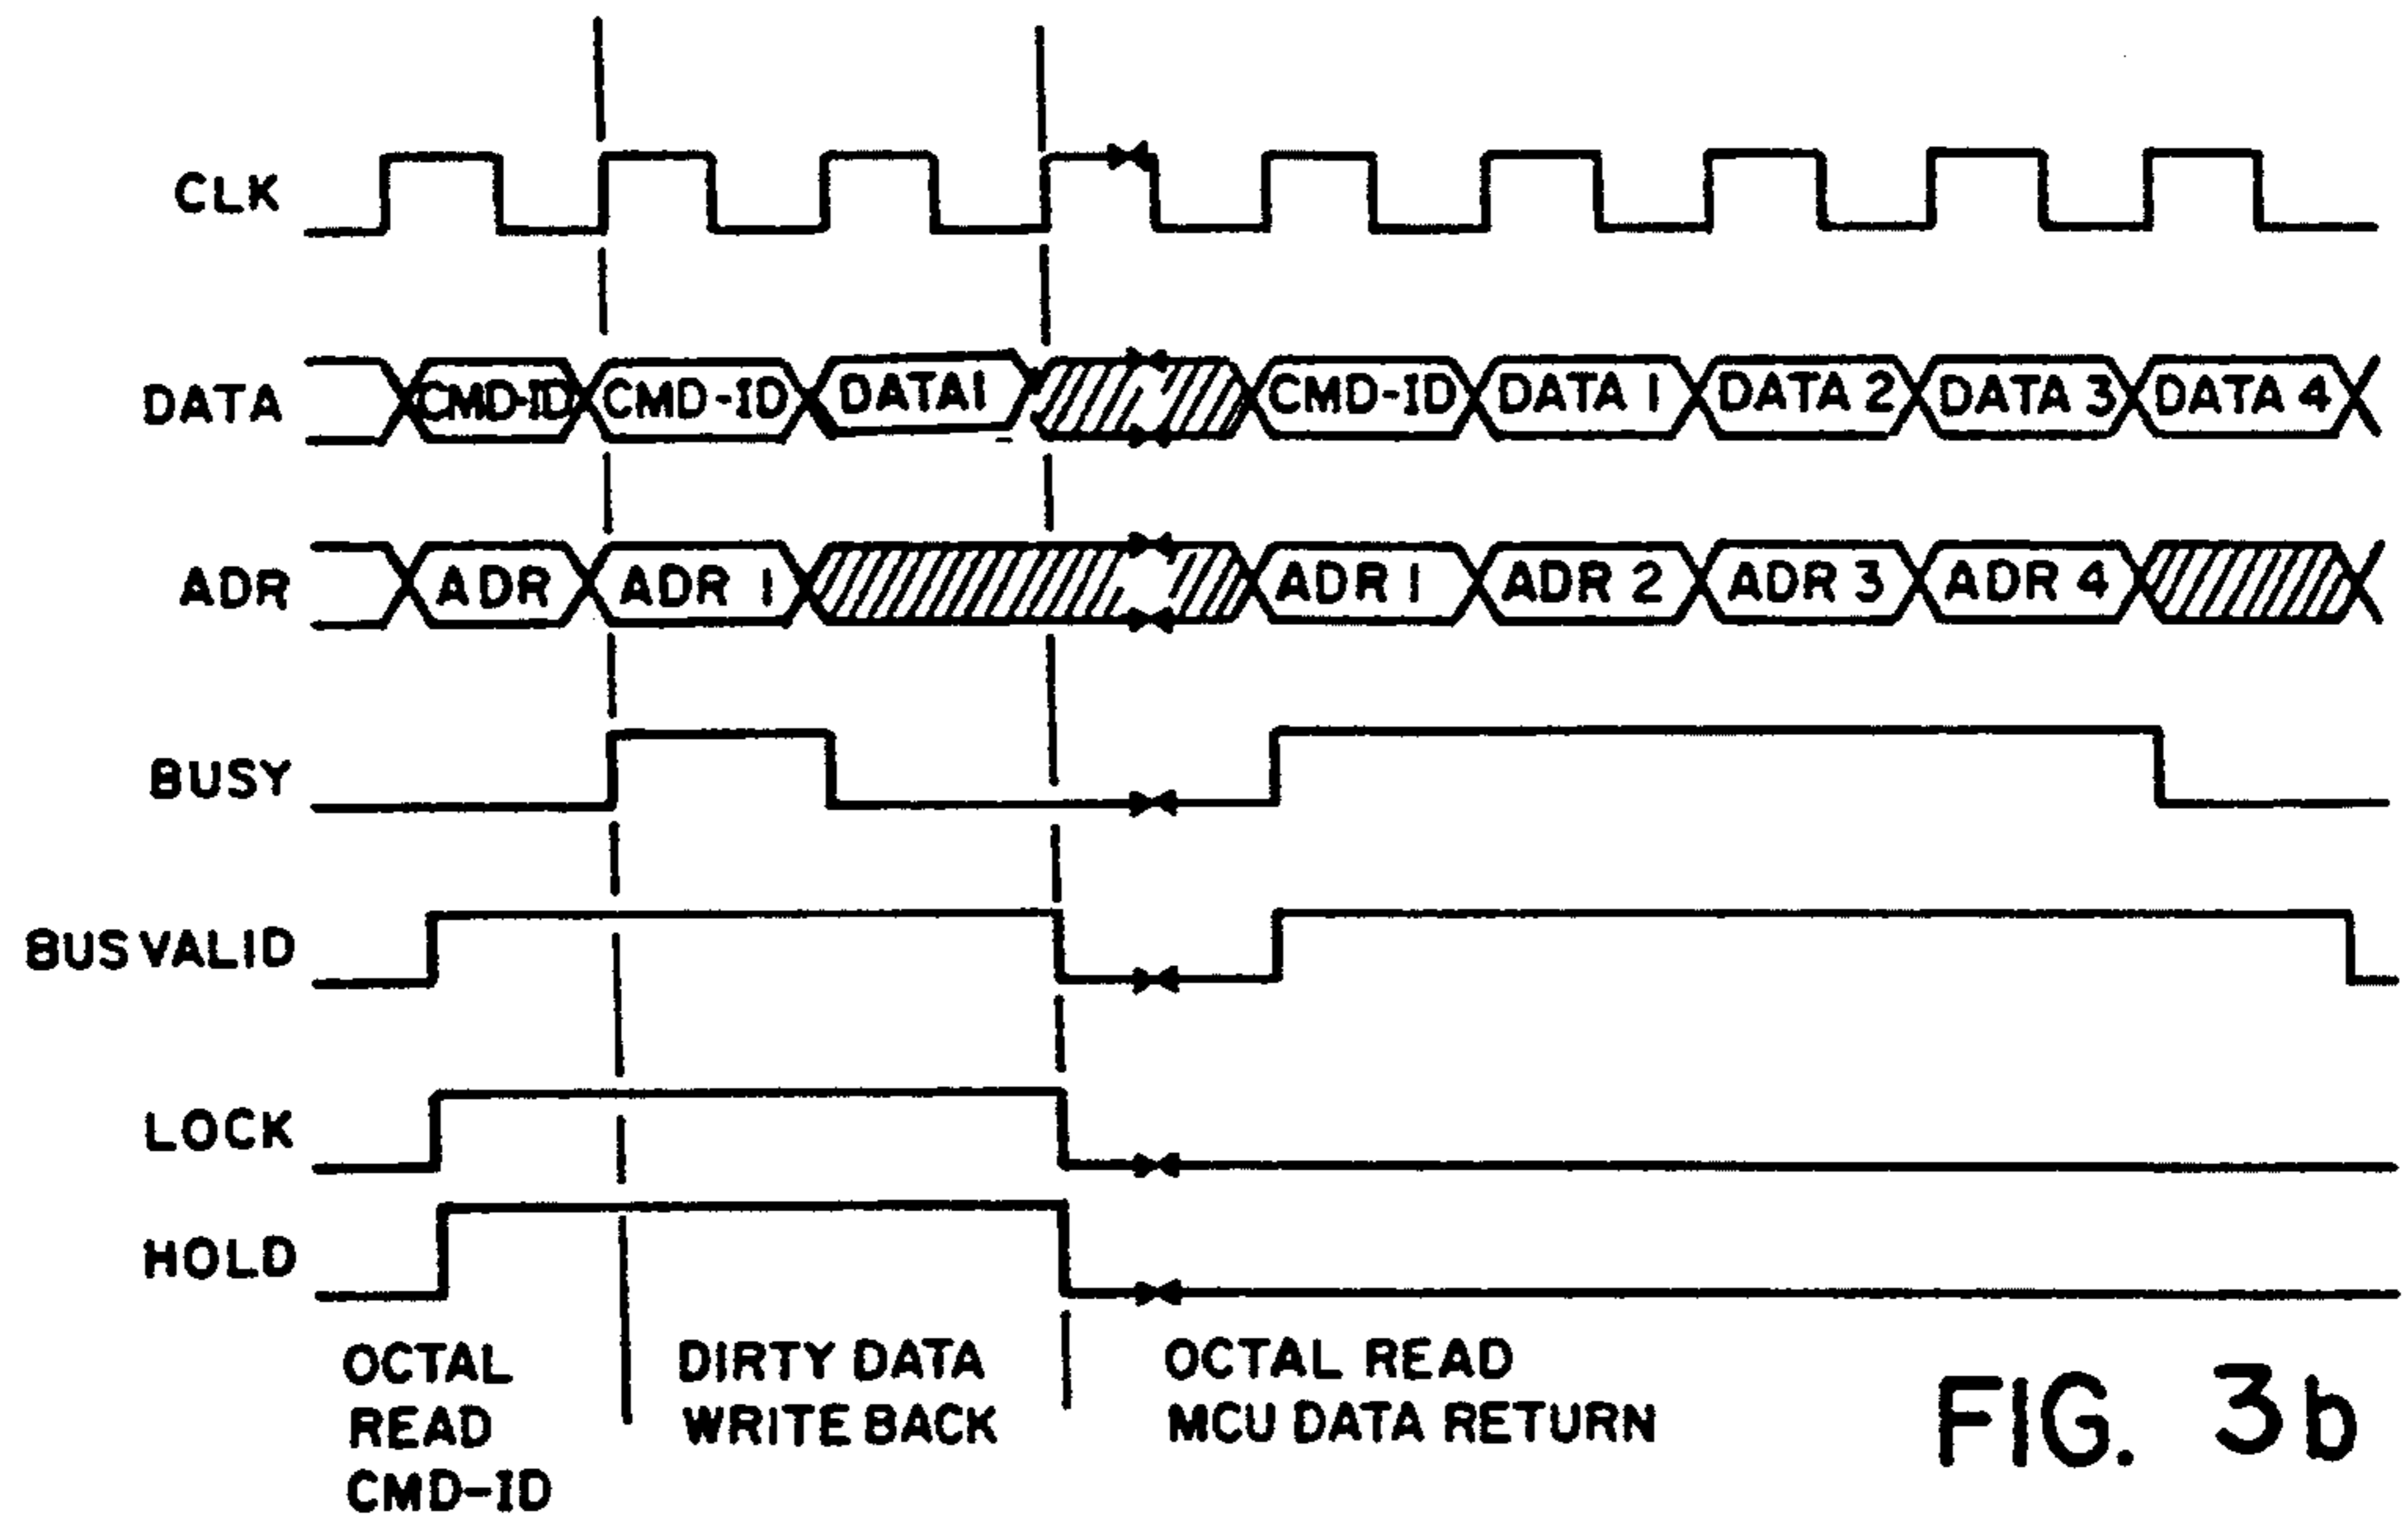 CLK
DATA CMD-ID CMD-ID DATA1 CMD-ID DATA 1 DATA 2 DATA 3 DATA 4
ADR ADR ADR 1 ADR 1 ADR 2 ADR 3 ADR 4
BUSY
BUSVALID
LOCK
HOLD
OCTAL
READ
CMD-ID
DIRTY DATA
WRITE BACK
OCTAL READ
MCU DATA RETURN
FIG. 3b